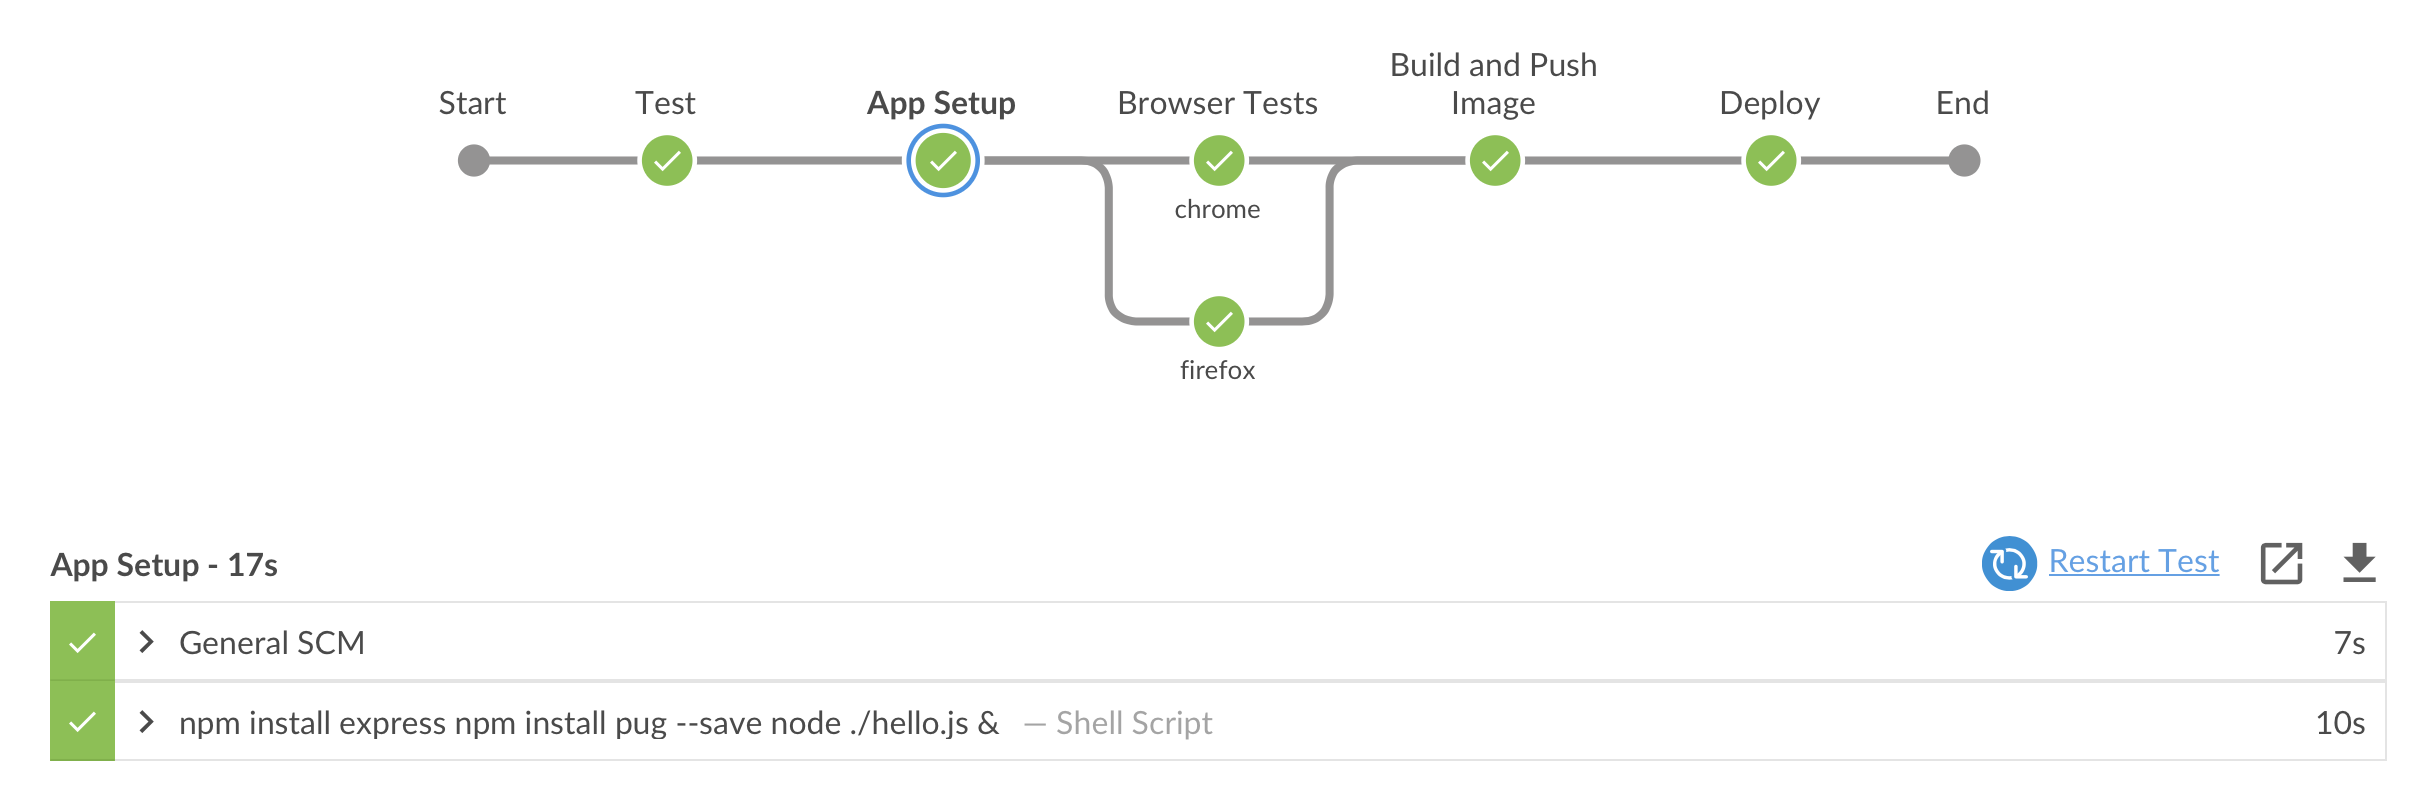 Start
Test
App Setup
Browser Tests
Build and Push
Image
Deploy
End
chrome
firefox
App Setup - 17s
Restart Test
General SCM
7s
npm install express npm install pug --save node ./hello.js & — Shell Script
10s